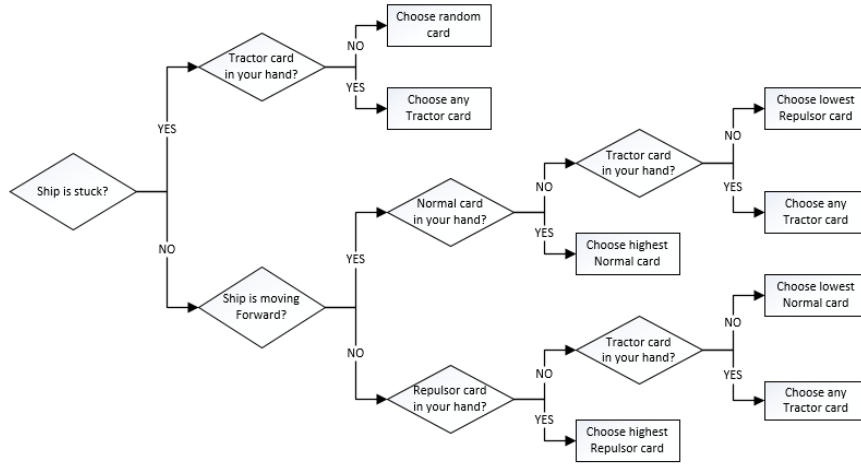 Choose random
card
NO
Tractor card
in your hand?
YES
Choose any
Tractor card
YES
Choose lowest
Repulsor card
NO
Tractor card
in your hand?
YES
Choose any
Tractor card
NO
Normal card
in your hand?
YES
Choose highest
Normal card
Ship is stuck?
NO
YES
Ship is moving
Forward?
NO
Choose lowest
Normal card
NO
Tractor card
in your hand?
YES
Choose any
Tractor card
NO
Repulsor card
in your hand?
YES
Choose highest
Repulsor card